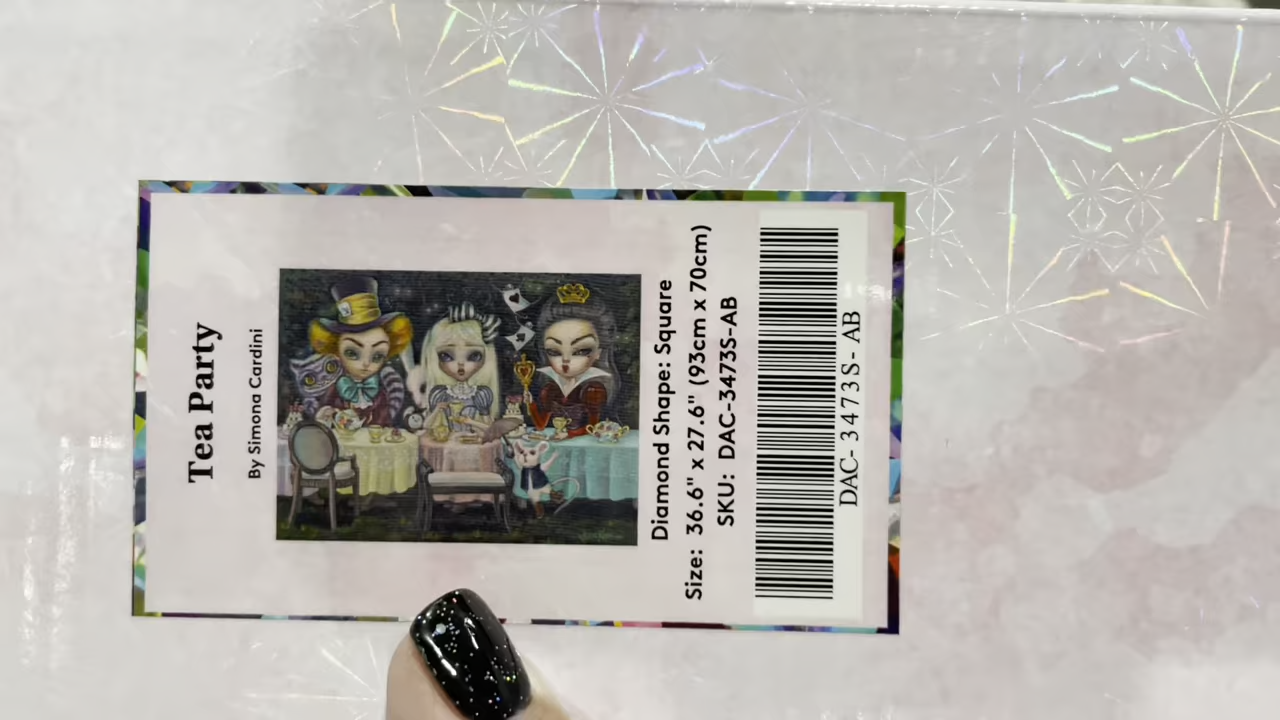 Tea Party
By Simona Cardini
Diamond Shape: Square
Size: 36.6" x 27.6" (93cm x 70cm)
SKU: DAC-3473S-AB
DAC- 3473S- AB